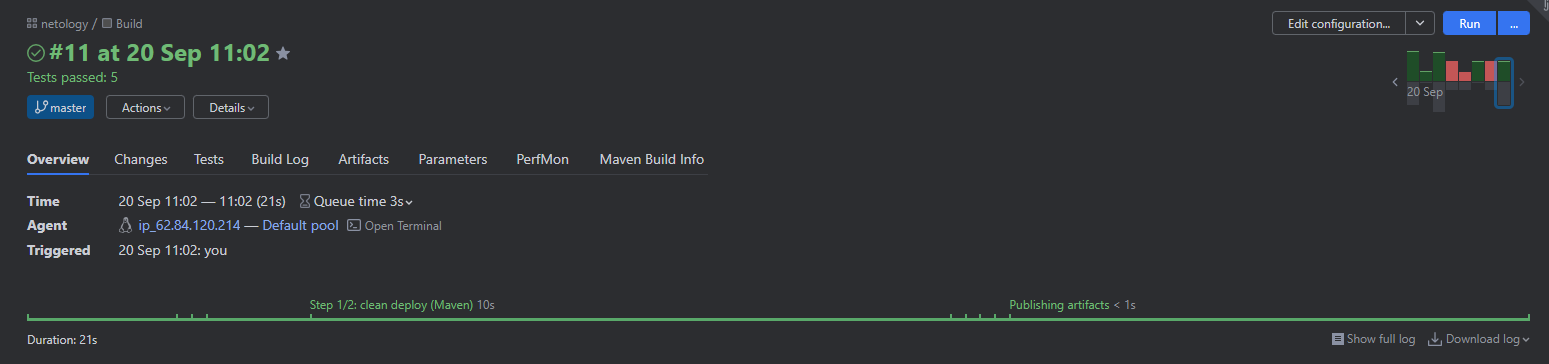 netology / Build
Edit configuration...
Run
...
#11 at 20 Sep 11:02
Tests passed: 5
20 Sep
master
Actions
Details
Overview
Changes
Tests
Build Log
Artifacts
Parameters
PerfMon
Maven Build Info
Time 20 Sep 11:02 — 11:02 (21s) Queue time 3s
Agent ip_62.84.120.214 — Default pool Open Terminal
Triggered 20 Sep 11:02: you
Step 1/2: clean deploy (Maven) 10s
Publishing artifacts < 1s
Duration: 21s
Show full log
Download log